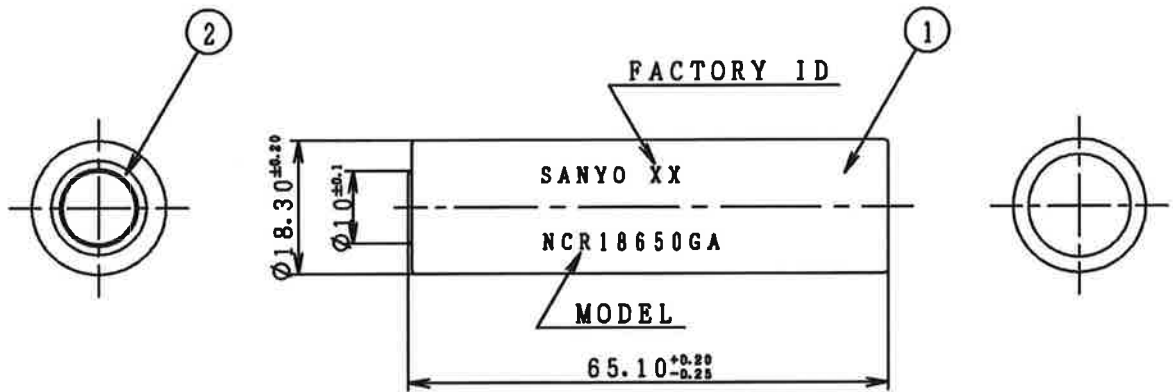 2
1
FACTORY ID
SANYO XX
NCR18650GA
MODEL
Ø18.30±0.20
Ø10±0.1
65.10+0.20
-0.25